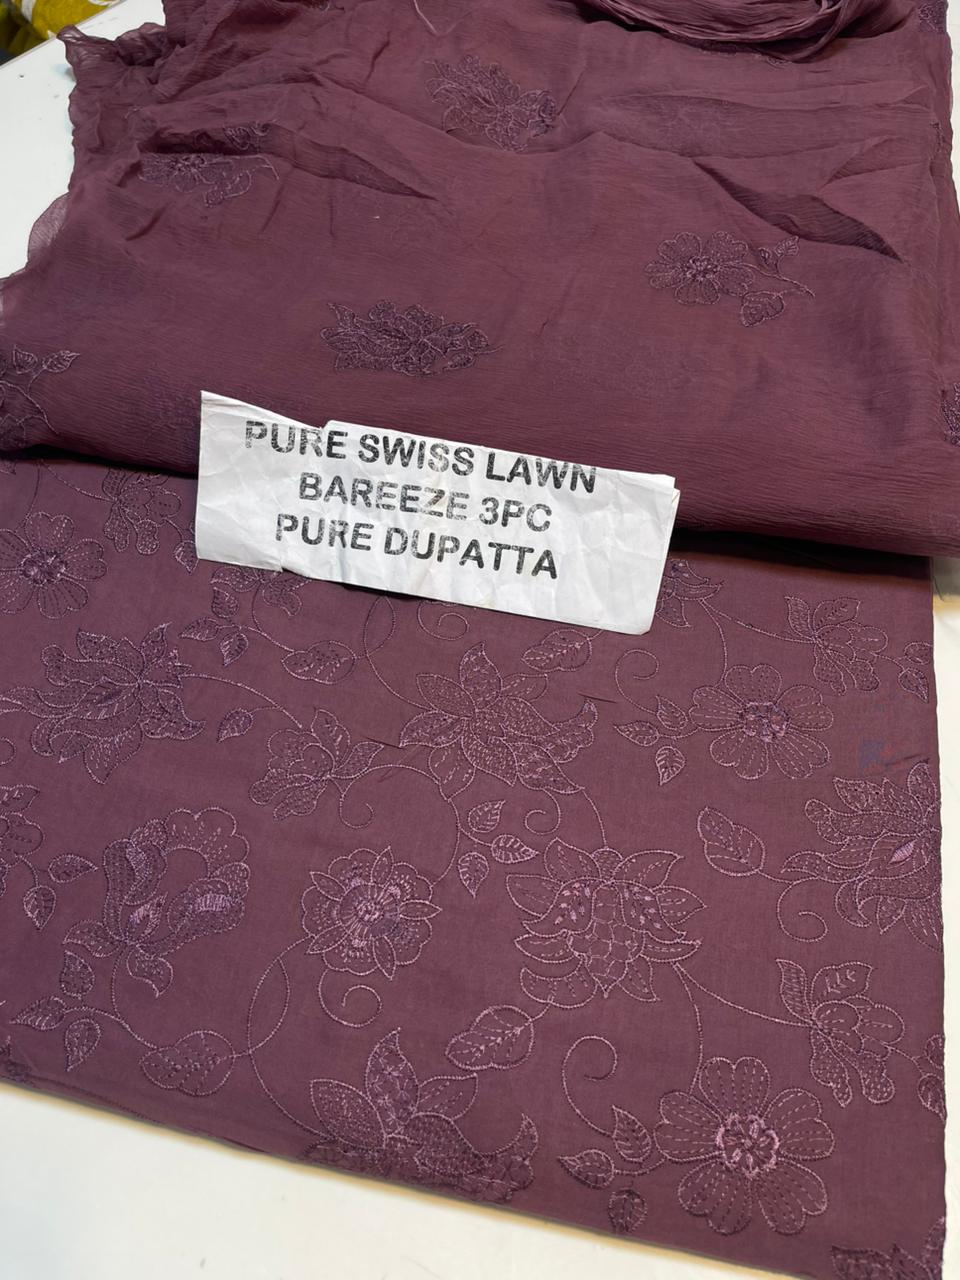 PURE SWISS LAWN
BAREEZE 3PC
PURE DUPATTA